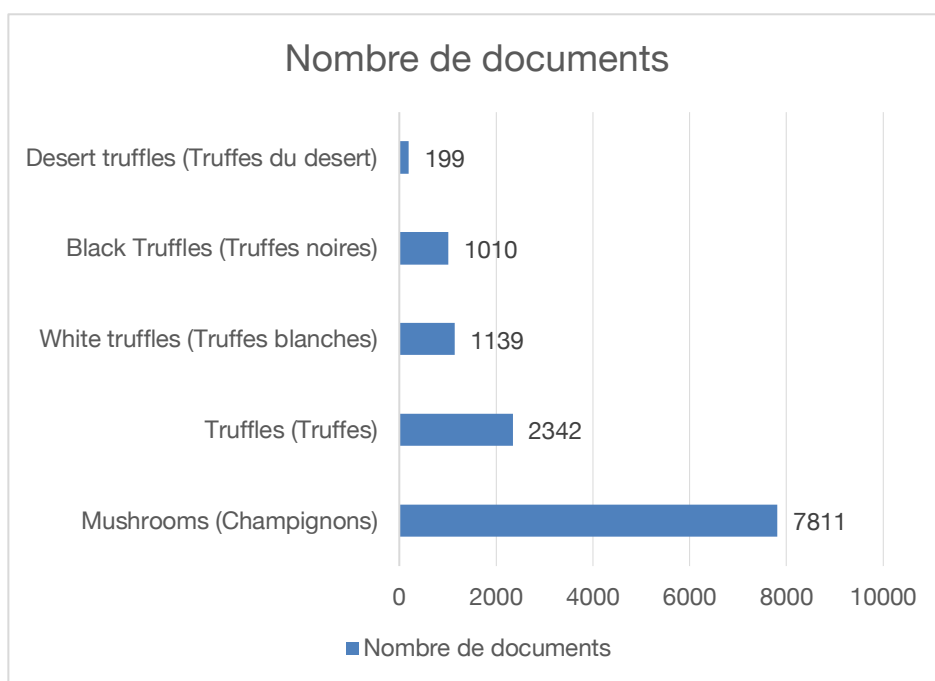 Nombre de documents
Desert truffles (Truffes du desert) 199
Black Truffles (Truffes noires) 1010
White truffles (Truffes blanches) 1139
Truffles (Truffes) 2342
Mushrooms (Champignons) 7811
0 2000 4000 6000 8000 10000
Nombre de documents